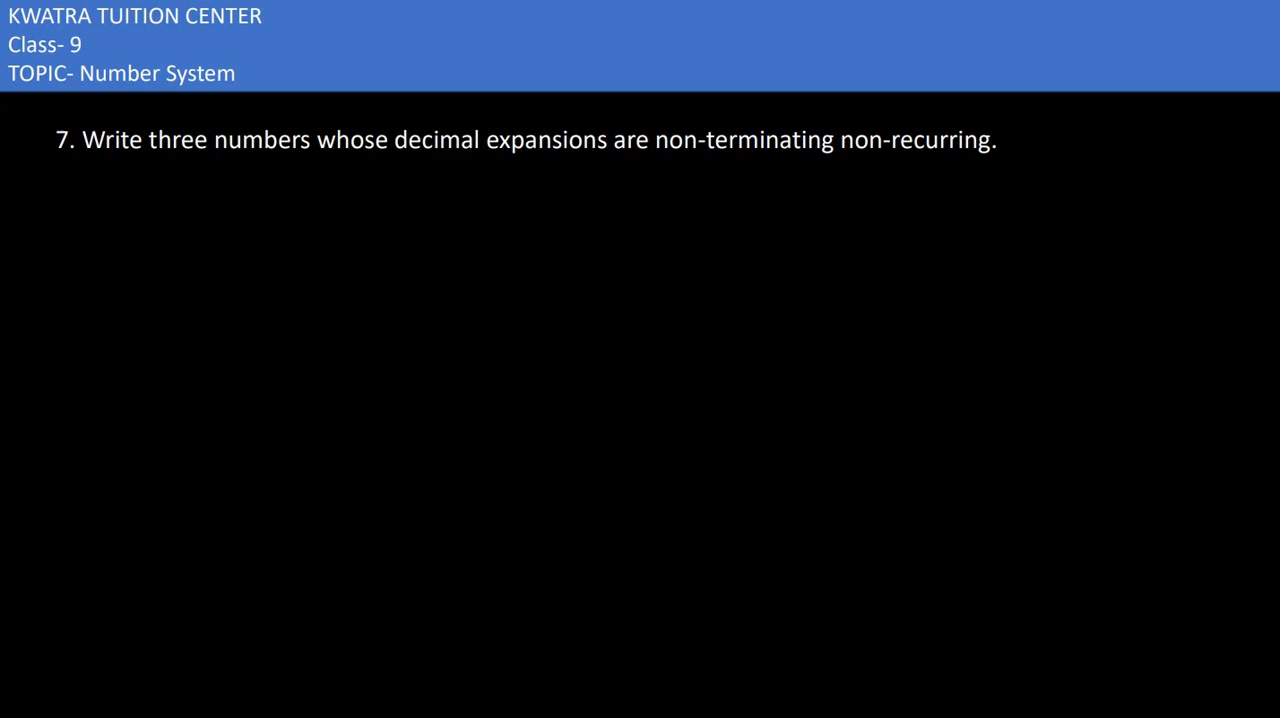 KWATRA TUITION CENTER
Class- 9
TOPIC- Number System
7. Write three numbers whose decimal expansions are non-terminating non-recurring.